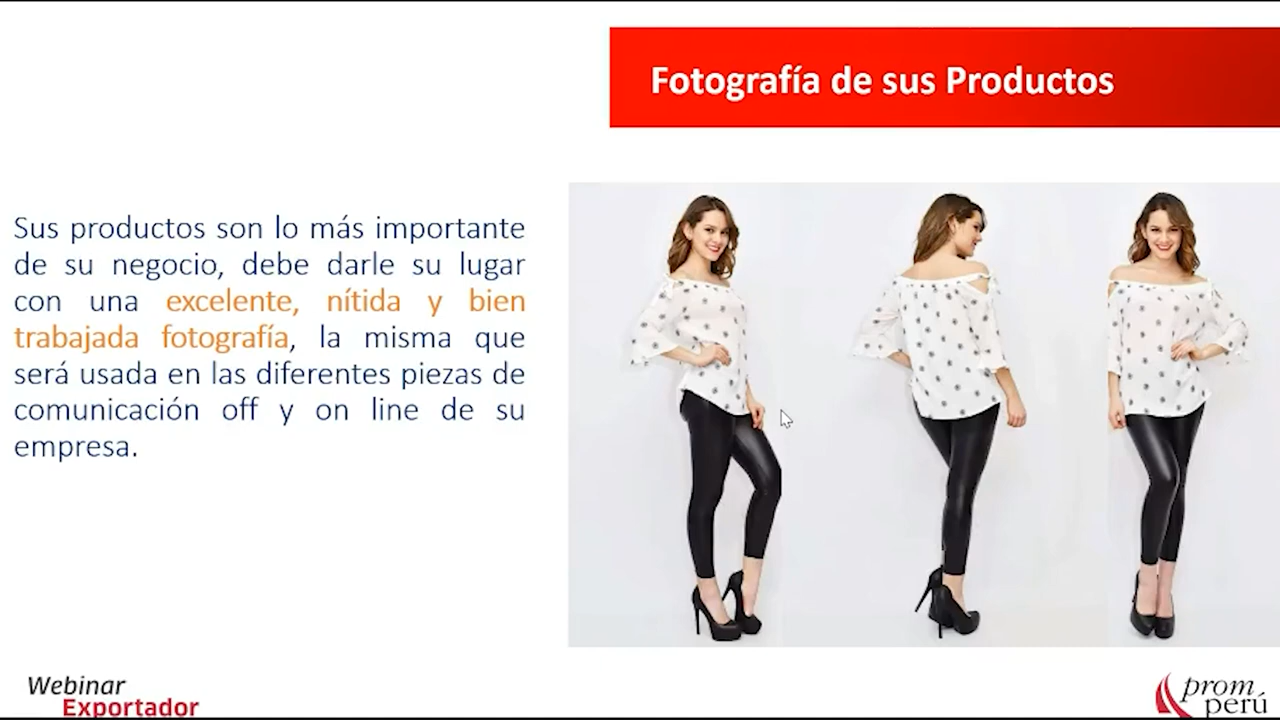 Fotografía de sus Productos
Sus productos son lo más importante
de su negocio, debe darle su lugar
con una excelente, nítida y bien
trabajada fotografía, la misma que
será usada en las diferentes piezas de
comunicación off y on line de su
empresa.
Webinar
Exportador
prom
perú